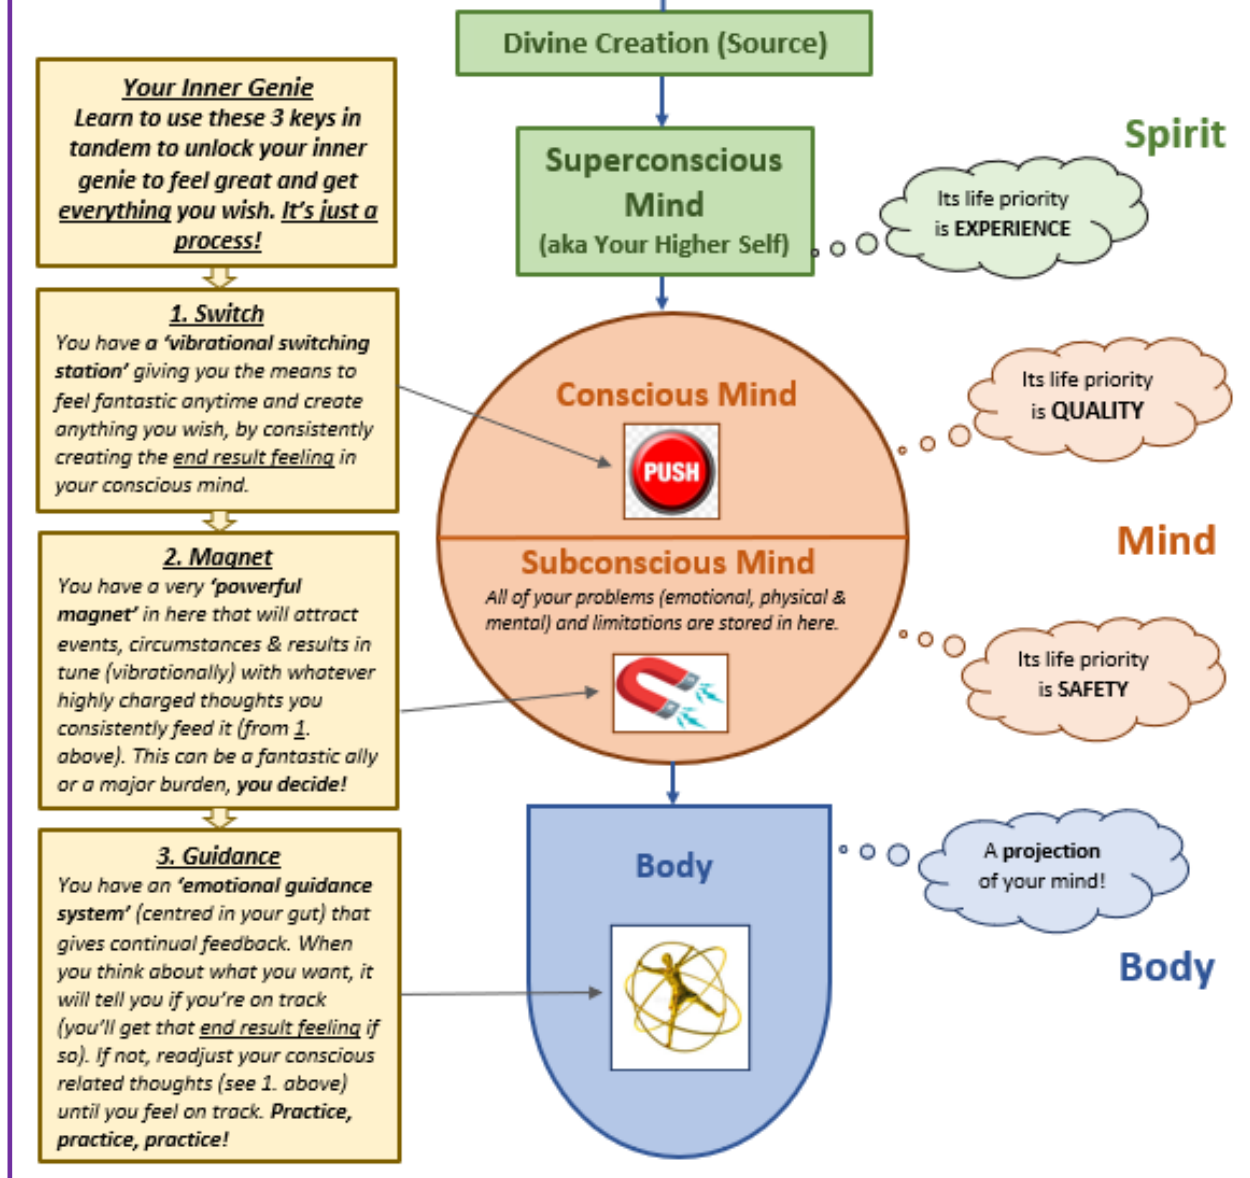 Divine Creation (Source)
Your Inner Genie
Learn to use these 3 keys in
tandem to unlock your inner
genie to feel great and get
everything you wish. It's just a
process!
Superconscious
Mind
(aka Your Higher Self)
Spirit
Its life priority
is EXPERIENCE
1. Switch
You have a 'vibrational switching
station' giving you the means to
feel fantastic anytime and create
anything you wish, by consistently
creating the end result feeling in
your conscious mind.
Conscious Mind
PUSH
Its life priority
is QUALITY
Mind
2. Magnet
You have a very 'powerful
magnet' in here that will attract
events, circumstances & results in
tune (vibrationally) with whatever
highly charged thoughts you
consistently feed it (from 1.
above). This can be a fantastic ally
or a major burden, you decide!
Subconscious Mind
All of your problems (emotional, physical &
mental) and limitations are stored in here.
Its life priority
is SAFETY
3. Guidance
You have an 'emotional guidance
system' (centred in your gut) that
gives continual feedback. When
you think about what you want, it
will tell you if you're on track
(you'll get that end result feeling if
so). If not, readjust your conscious
related thoughts (see 1. above)
until you feel on track. Practice,
practice, practice!
Body
A projection
of your mind!
Body